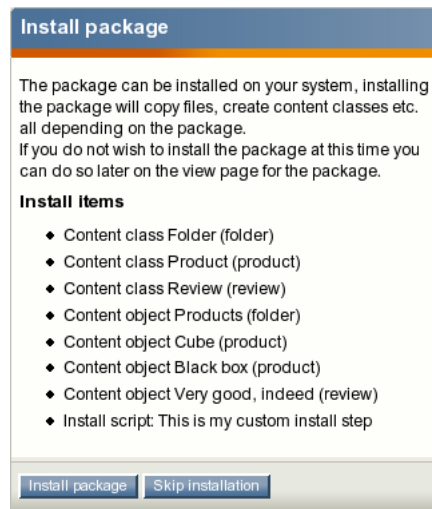 Install package
The package can be installed on your system, installing
the package will copy files, create content classes etc.
all depending on the package.
If you do not wish to install the package at this time you
can do so later on the view page for the package.
Install items
Content class Folder (folder)
Content class Product (product)
Content class Review (review)
Content object Products (folder)
Content object Cube (product)
Content object Black box (product)
Content object Very good, indeed (review)
Install script: This is my custom install step
Install package Skip installation